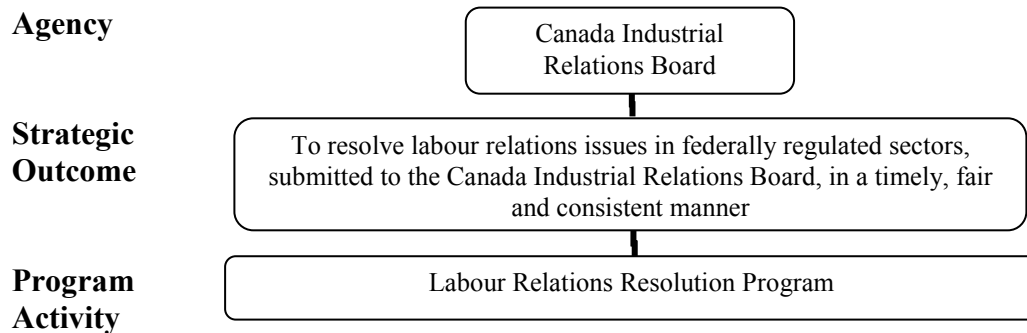 Agency
Canada Industrial
Relations Board
Strategic
Outcome
To resolve labour relations issues in federally regulated sectors,
submitted to the Canada Industrial Relations Board, in a timely, fair
and consistent manner
Program
Activity
Labour Relations Resolution Program